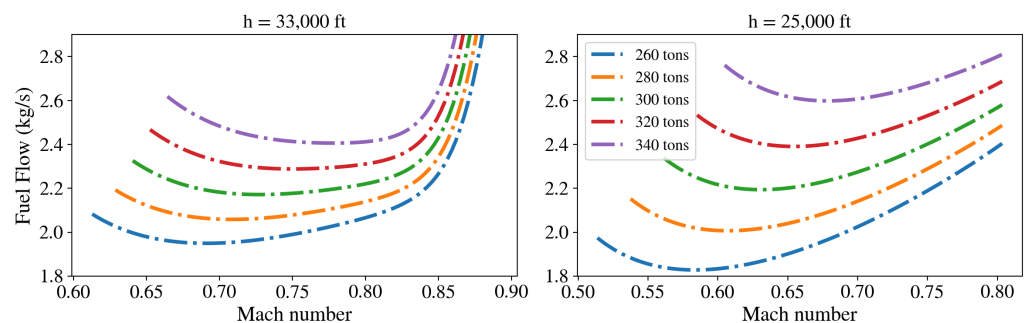 h = 33,000 ft
Fuel Flow (kg/s)
2.8
2.6
2.4
2.2
2.0
1.8
0.60 0.65 0.70 0.75 0.80 0.85 0.90
Mach number
h = 25,000 ft
260 tons
280 tons
300 tons
320 tons
340 tons
2.8
2.6
2.4
2.2
2.0
1.8
0.50 0.55 0.60 0.65 0.70 0.75 0.80
Mach number